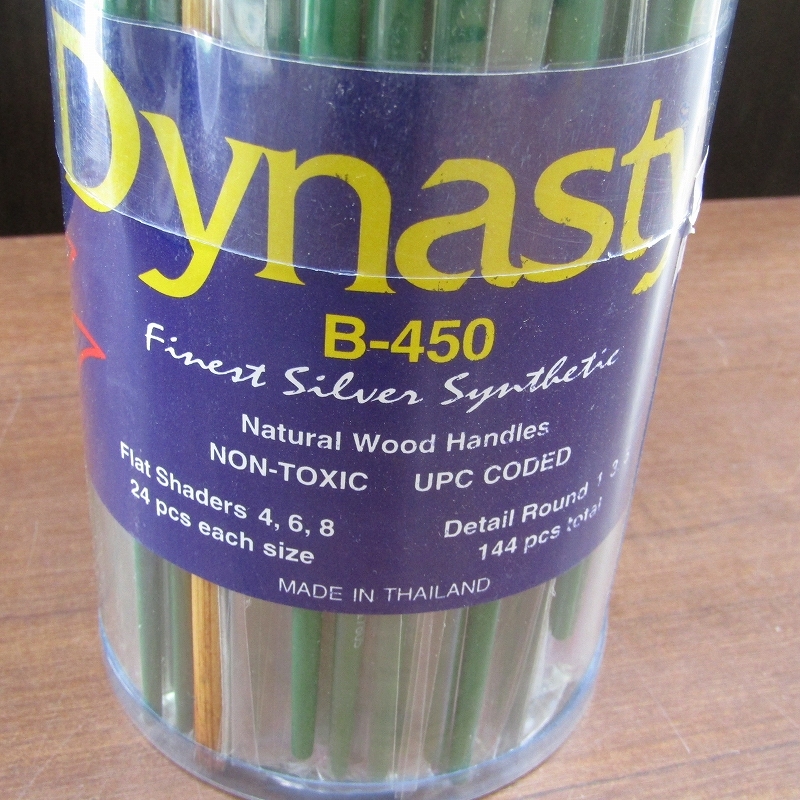 Dynasty
B-450
Finest Silver Synthetic
Natural Wood Handles
NON-TOXIC UPC CODED
Flat Shaders 4, 6, 8
24 pcs each size
Detail Round 1 3
144 pcs total
MADE IN THAILAND